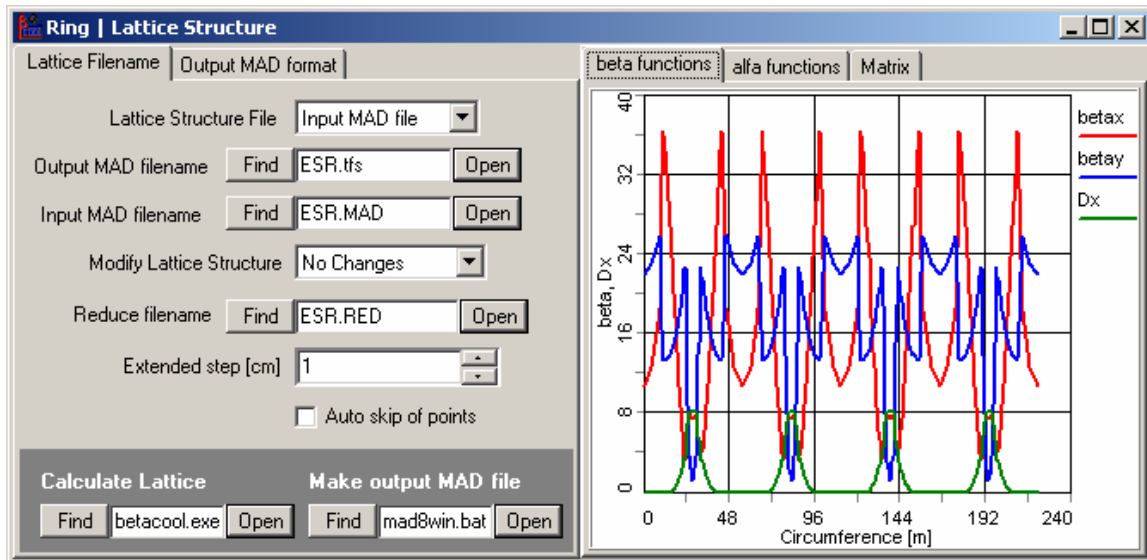 Ring | Lattice Structure
Lattice Filename
Output MAD format
Lattice Structure File
Input MAD file
Output MAD filename
Find
ESR.tfs
Open
Input MAD filename
Find
ESR.MAD
Open
Modify Lattice Structure
No Changes
Reduce filename
Find
ESR.RED
Open
Extended step [cm]
1
Auto skip of points
Calculate Lattice
Make output MAD file
Find
betacool.exe
Open
Find
mad8win.bat
Open
beta functions
alfa functions
Matrix
40
32
24
16
8
0
beta, Dx
0
48
96
144
192
240
Circumference [m]
betax
betay
Dx